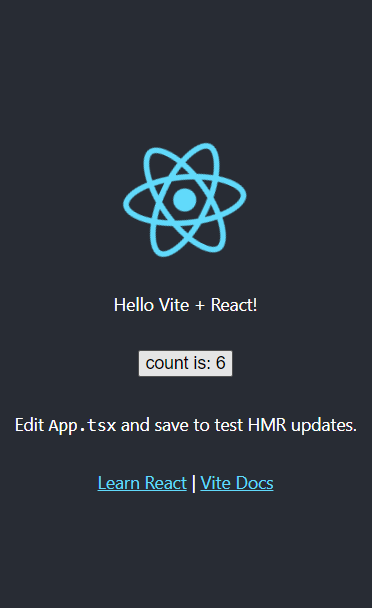 Hello Vite + React!
count is: 6
Edit App.tsx and save to test HMR updates.
Learn React | Vite Docs